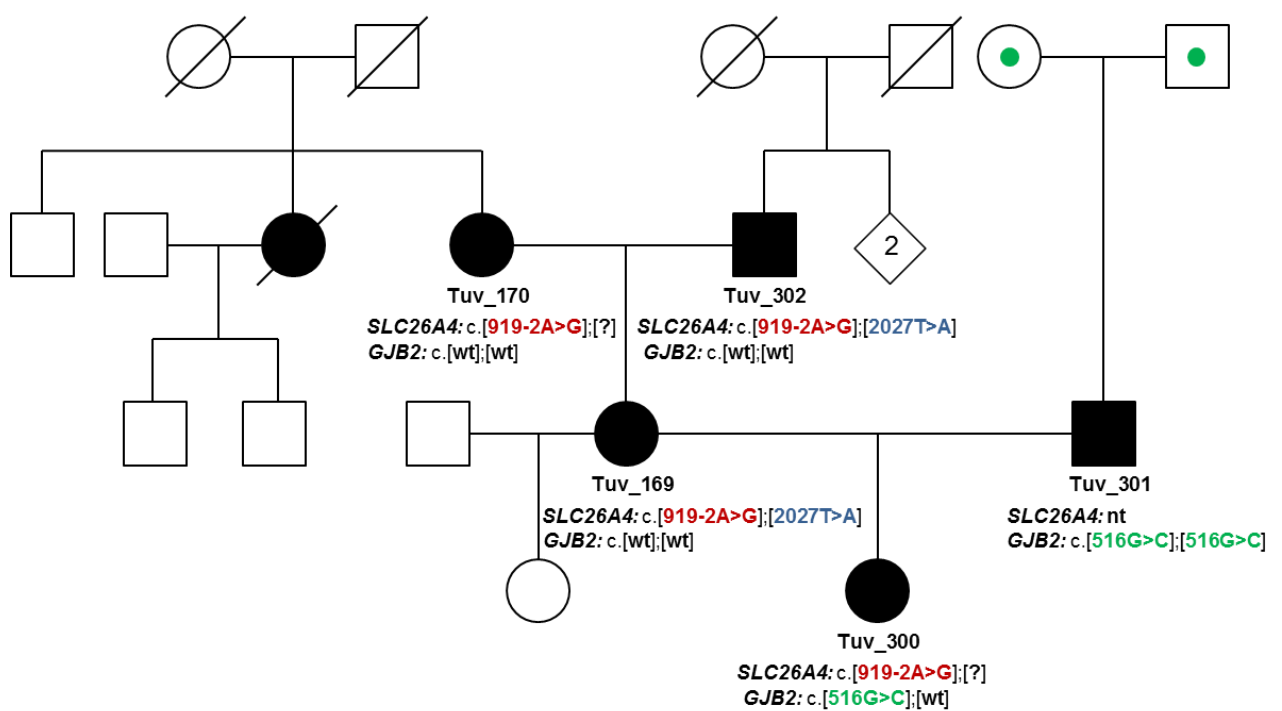 2
Tuv_170
SLC26A4: c.[919-2A>G];[?]
GJB2: c.[wt];[wt]
Tuv_302
SLC26A4: c.[919-2A>G];[2027T>A]
GJB2: c.[wt];[wt]
Tuv_169
SLC26A4: c.[919-2A>G];[2027T>A]
GJB2: c.[wt];[wt]
Tuv_301
SLC26A4: nt
GJB2: c.[516G>C];[516G>C]
Tuv_300
SLC26A4: c.[919-2A>G];[?]
GJB2: c.[516G>C];[wt]